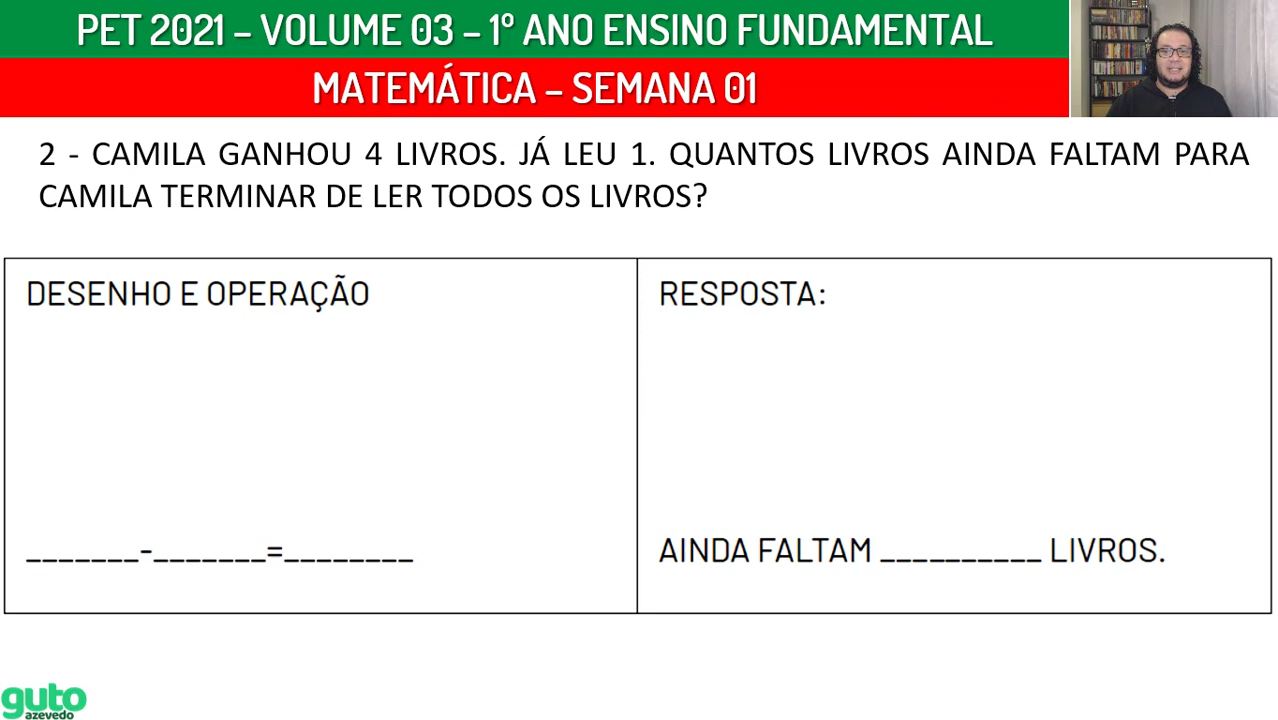 PET 2021 – VOLUME 03 – 1º ANO ENSINO FUNDAMENTAL
MATEMÁTICA – SEMANA 01
2 - CAMILA GANHOU 4 LIVROS. JÁ LEU 1. QUANTOS LIVROS AINDA FALTAM PARA
CAMILA TERMINAR DE LER TODOS OS LIVROS?
DESENHO E OPERAÇÃO
_______-_______=________
RESPOSTA:
AINDA FALTAM __________ LIVROS.
guto
azevedo